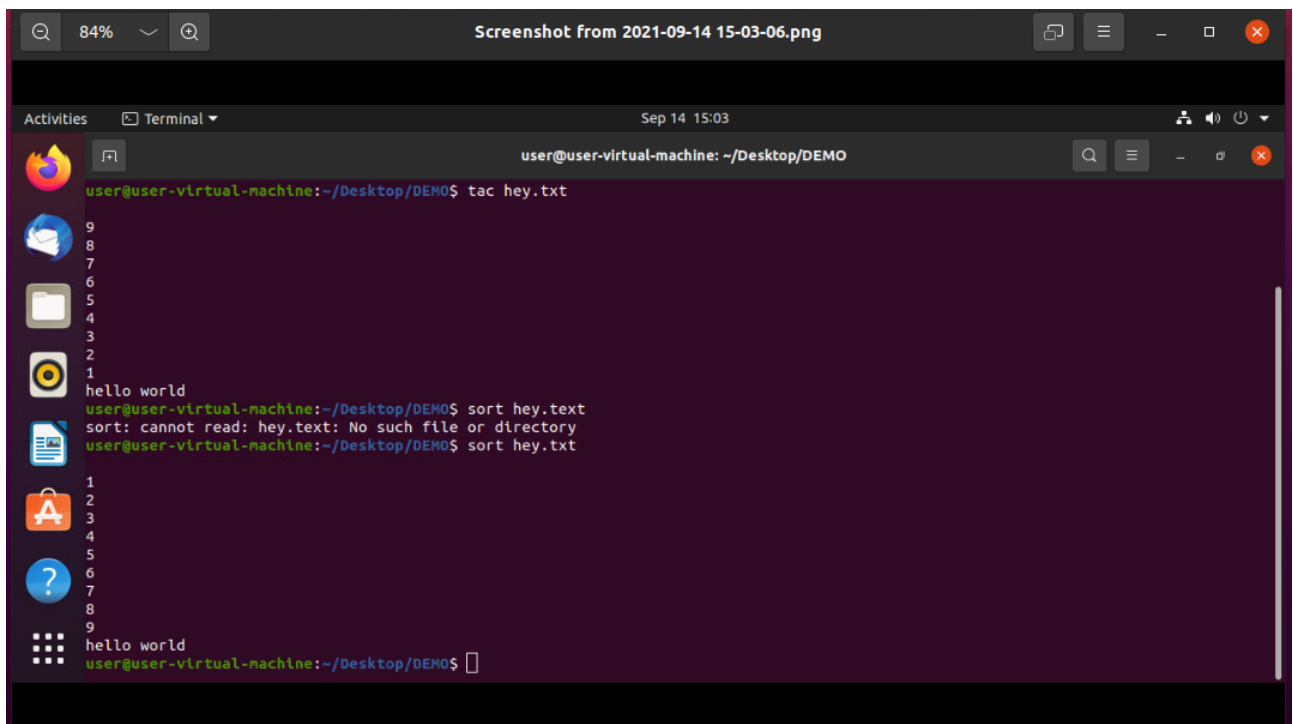 84%
Screenshot from 2021-09-14 15-03-06.png
Activities
Terminal
Sep 14 15:03
user@user-virtual-machine: ~/Desktop/DEMO
user@user-virtual-machine:~/Desktop/DEMO$ tac hey.txt
9
8
7
6
5
4
3
2
1
hello world
user@user-virtual-machine:~/Desktop/DEMO$ sort hey.text
sort: cannot read: hey.text: No such file or directory
user@user-virtual-machine:~/Desktop/DEMO$ sort hey.txt
1
2
3
4
5
6
7
8
9
hello world
user@user-virtual-machine:~/Desktop/DEMO$